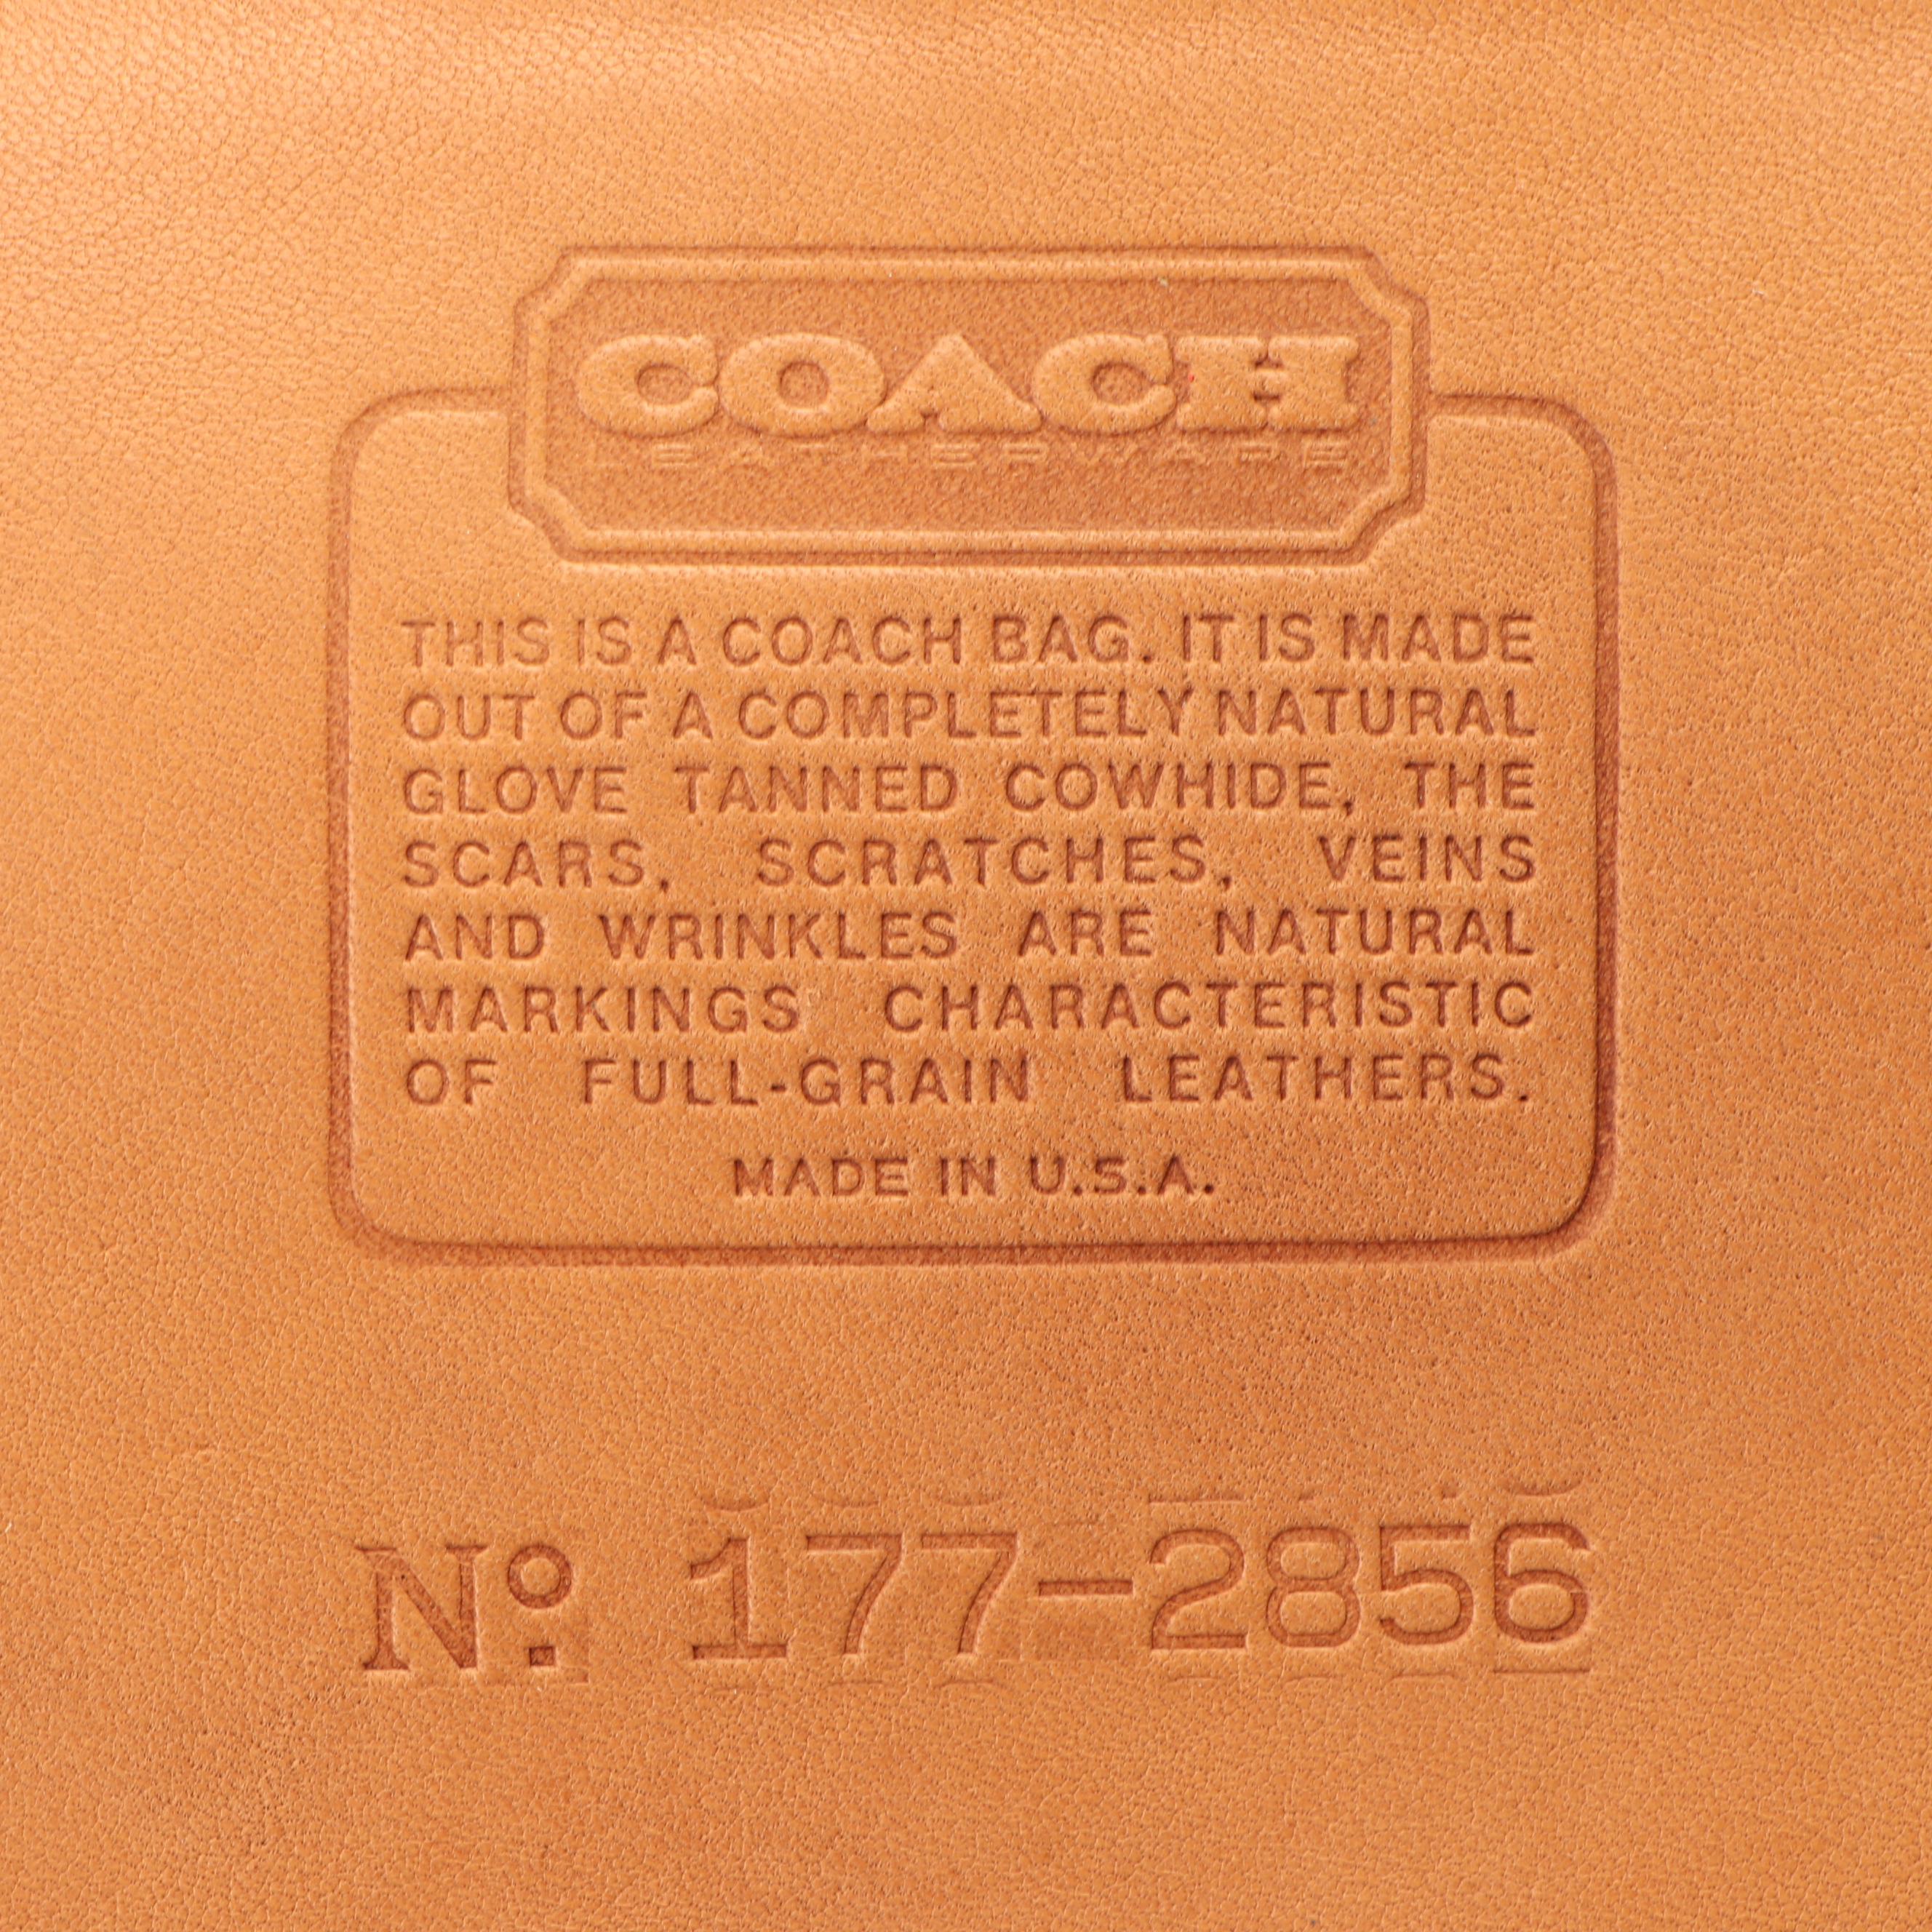 COACH
LEATHERWARE
THIS IS A COACH BAG. IT IS MADE
OUT OF A COMPLETELY NATURAL
GLOVE TANNED COWHIDE, THE
SCARS, SCRATCHES, VEINS
AND WRINKLES ARE NATURAL
MARKINGS CHARACTERISTIC
OF FULL-GRAIN LEATHERS.
MADE IN U.S.A.
Nº. 177-2856